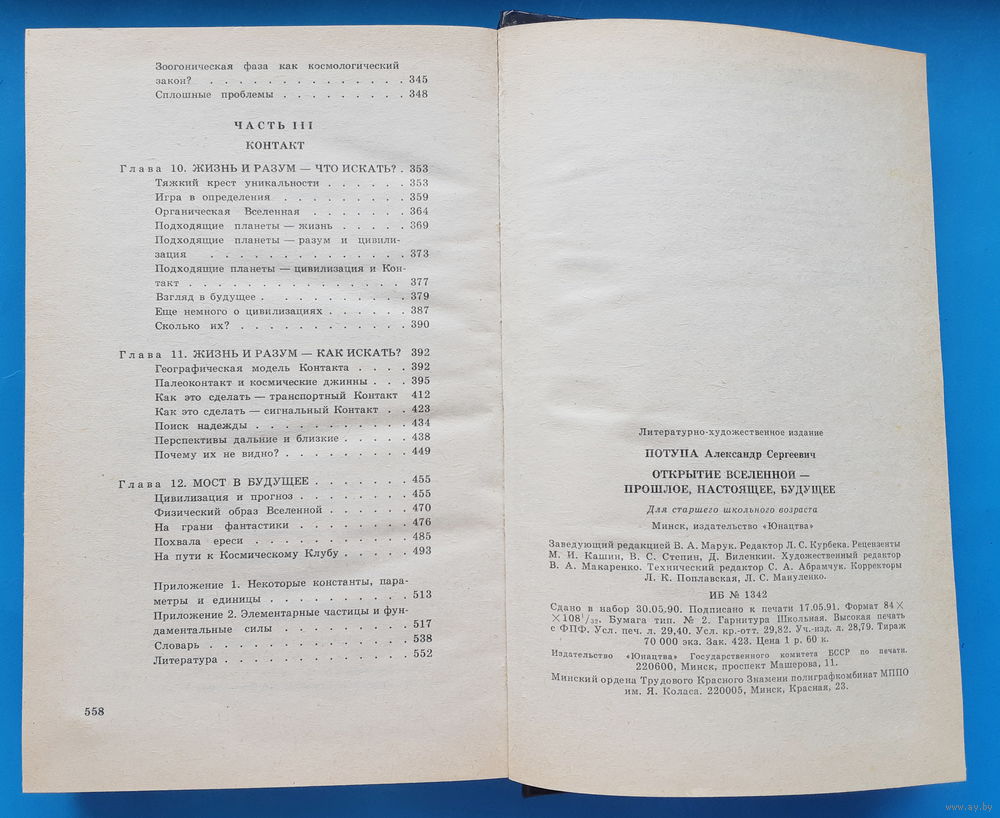 Зоогоническая фаза как космологический
закон? . . . . . . . . . . . . . . 345
Сплошные проблемы . . . . . . . . . 348
ЧАСТЬ III
КОНТАКТ
Глава 10. ЖИЗНЬ И РАЗУМ — ЧТО ИСКАТЬ? . 353
Тяжкий крест уникальности . . . . . . 353
Игра в определения . . . . . . . . . 359
Органическая Вселенная . . . . . . . 364
Подходящие планеты — жизнь . . . . . 369
Подходящие планеты — разум и цивили-
зация . . . . . . . . . . . . . . 373
Подходящие планеты — цивилизация и Кон-
такт . . . . . . . . . . . . . . . 377
Взгляд в будущее . . . . . . . . . . 379
Еще немного о цивилизациях . . . . . . 387
Сколько их? . . . . . . . . . . . . 390
Глава 11. ЖИЗНЬ И РАЗУМ — КАК ИСКАТЬ? 392
Географическая модель Контакта . . . . 392
Палеоконтакт и космические джинны . . . 395
Как это сделать — транспортный Контакт 412
Как это сделать — сигнальный Контакт . . 423
Поиск надежды . . . . . . . . . . . 434
Перспективы дальние и близкие . . . . . 438
Почему их не видно? . . . . . . . . . 449
Глава 12. МОСТ В БУДУЩЕЕ . . . . . . . 455
Цивилизация и прогноз . . . . . . . . 455
Физический образ Вселенной . . . . . . 470
На грани фантастики . . . . . . . . 476
Похвала ереси . . . . . . . . . . . 485
На пути к Космическому Клубу . . . . . 493
Приложение 1. Некоторые константы, пара-
метры и единицы . . . . . . . . . . 513
Приложение 2. Элементарные частицы и фун-
даментальные силы . . . . . . . . . 517
Словарь . . . . . . . . . . . . . . 538
Литература . . . . . . . . . . . . . 552
558
Литературно-художественное издание
ПОТУПА Александр Сергеевич
ОТКРЫТИЕ ВСЕЛЕННОЙ —
ПРОШЛОЕ, НАСТОЯЩЕЕ, БУДУЩЕЕ
Для старшего школьного возраста
Минск, издательство «Юнацтва»
Заведующий редакцией В. А. Марук. Редактор Л. С. Курбека. Рецензенты
М. И. Кашин, В. С. Степин, Д. Биленкин. Художественный редактор
В. А. Макаренко. Технический редактор С. А. Абрамчук. Корректоры
Л. К. Поплавская, Л. С. Мануленко.
ИБ № 1342
Сдано в набор 30.05.90. Подписано к печати 17.05.91. Формат 84×
×108¹/₃₂. Бумага тип. № 2. Гарнитура Школьная. Высокая печать
с ФПФ. Усл. печ. л. 29,40. Усл. кр.-отт. 29,82. Уч.-изд. л. 28,79. Тираж
70 000 экз. Зак. 423. Цена 1 р. 60 к.
Издательство «Юнацтва» Государственного комитета БССР по печати.
220600, Минск, проспект Машерова, 11.
Минский ордена Трудового Красного Знамени полиграфкомбинат МППО
им. Я. Коласа. 220005, Минск, Красная, 23.
www.ay.by